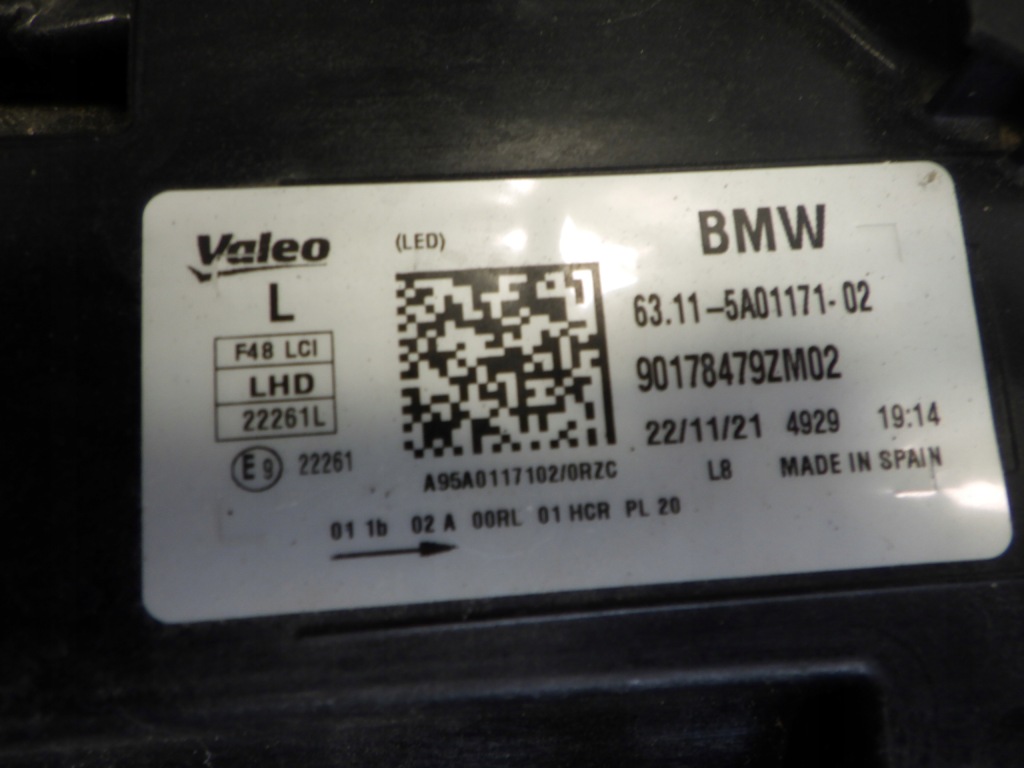 Valeo
(LED)
BMW
L
63.11-5A01171-02
F48 LCI
90178479ZM02
LHD
22261L
22/11/21 4929 19:14
E9 22261
A95A0117102/0RZC
L8 MADE IN SPAIN
01 1b 02 A 00RL 01 HCR PL 20